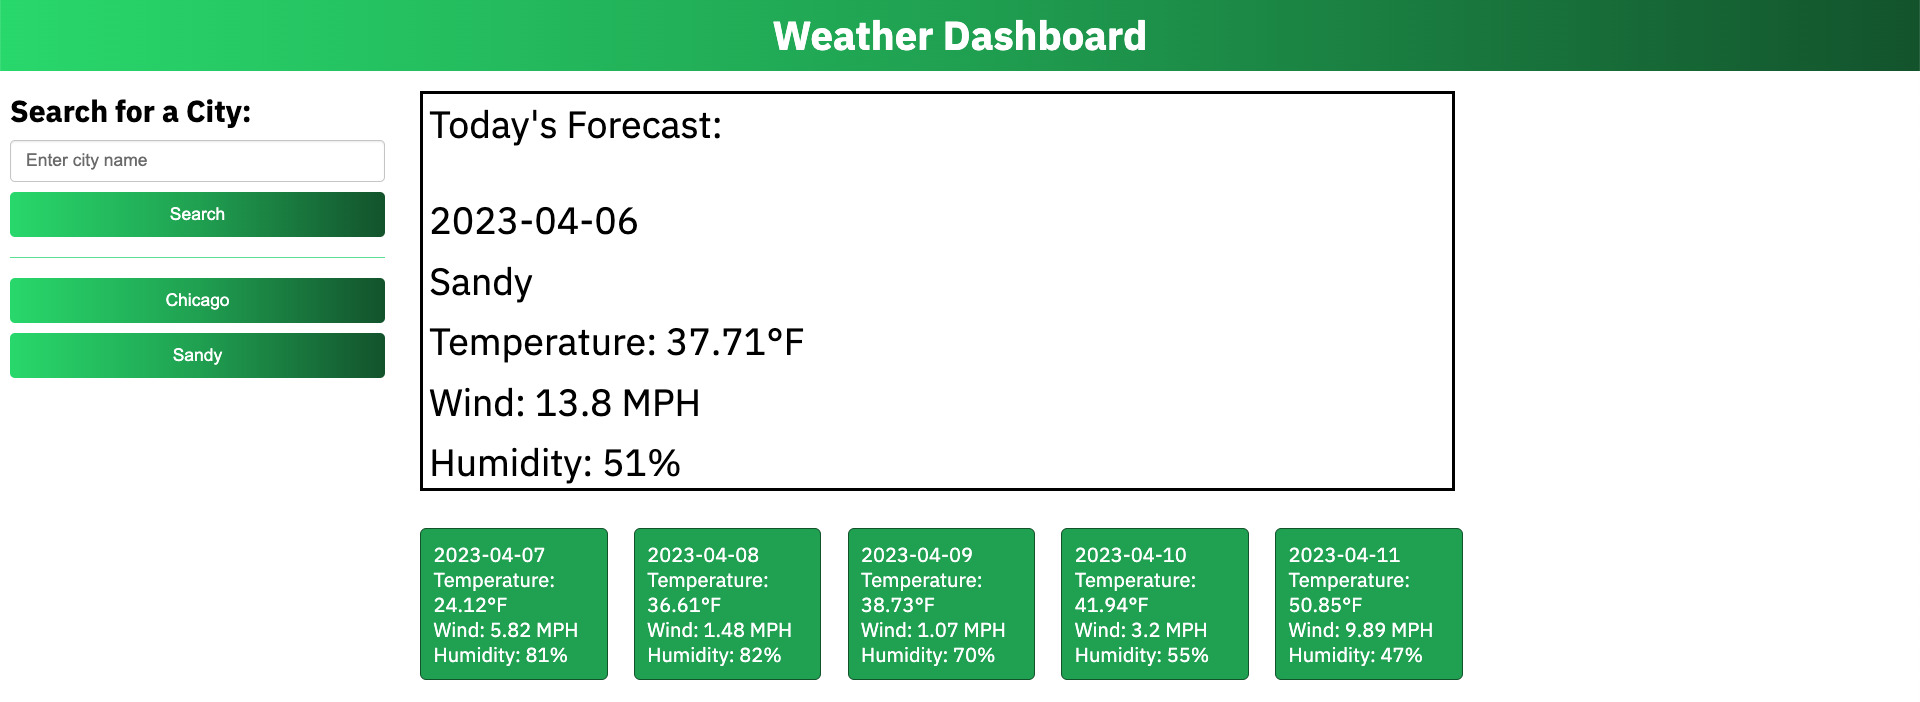 Weather Dashboard
Search for a City:
Enter city name
Search
Chicago
Sandy
Today's Forecast:
2023-04-06
Sandy
Temperature: 37.71°F
Wind: 13.8 MPH
Humidity: 51%
2023-04-07
Temperature:
24.12°F
Wind: 5.82 MPH
Humidity: 81%
2023-04-08
Temperature:
36.61°F
Wind: 1.48 MPH
Humidity: 82%
2023-04-09
Temperature:
38.73°F
Wind: 1.07 MPH
Humidity: 70%
2023-04-10
Temperature:
41.94°F
Wind: 3.2 MPH
Humidity: 55%
2023-04-11
Temperature:
50.85°F
Wind: 9.89 MPH
Humidity: 47%